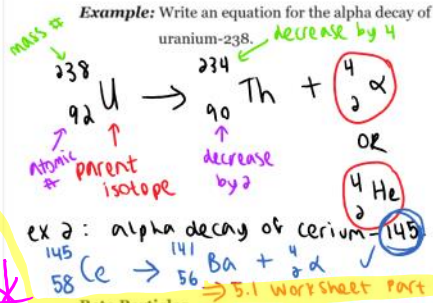 Example: Write an equation for the alpha decay of
uranium-238.
mass #
decrease by 4
238 234 4
U → Th + α
92 90 2
atomic #
parent isotope
decrease by 2
OR
4
He
2
ex 2: alpha decay of cerium-145
145 141 4
Ce → Ba + α ✓
58 56 2
⇒ 5.1 worksheet part